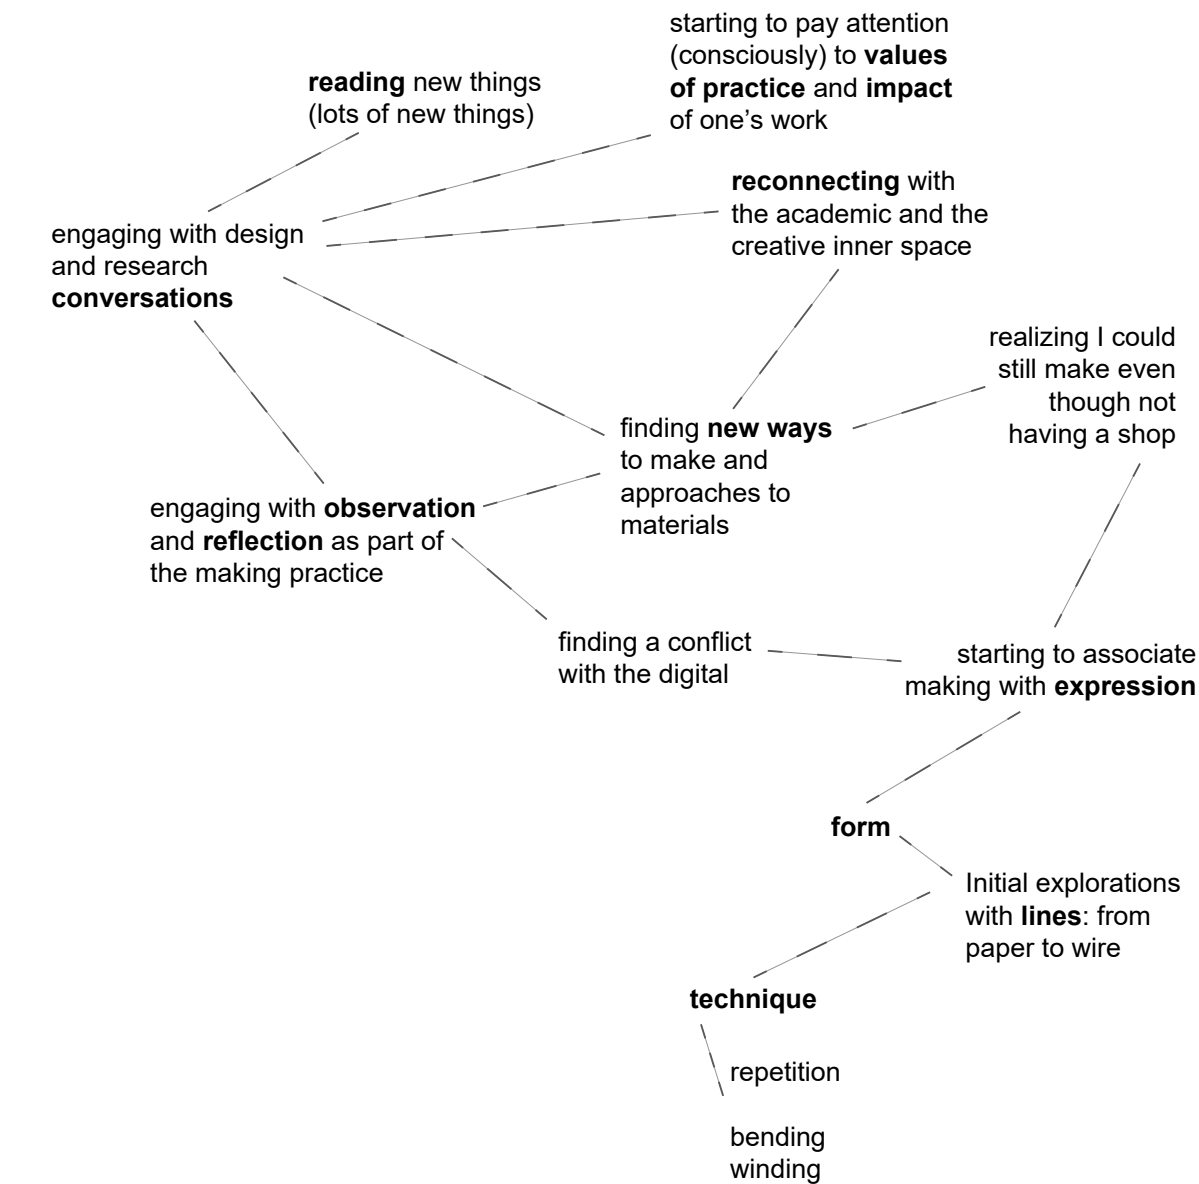 starting to pay attention
(consciously) to values
of practice and impact
of one’s work
reading new things
(lots of new things)
reconnecting with
the academic and the
creative inner space
engaging with design
and research
conversations
realizing I could
still make even
though not
having a shop
finding new ways
to make and
approaches to
materials
engaging with observation
and reflection as part of
the making practice
finding a conflict
with the digital
starting to associate
making with expression
form
Initial explorations
with lines: from
paper to wire
technique
repetition
bending
winding